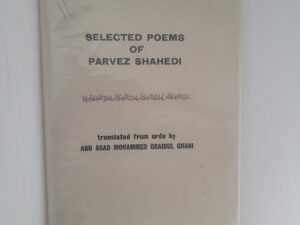 SELECTED POEMS
OF
PARVEZ SHAHEDI
translated from urdu by
ABU ASAD MOHAMMED OBAIDUL GHANI